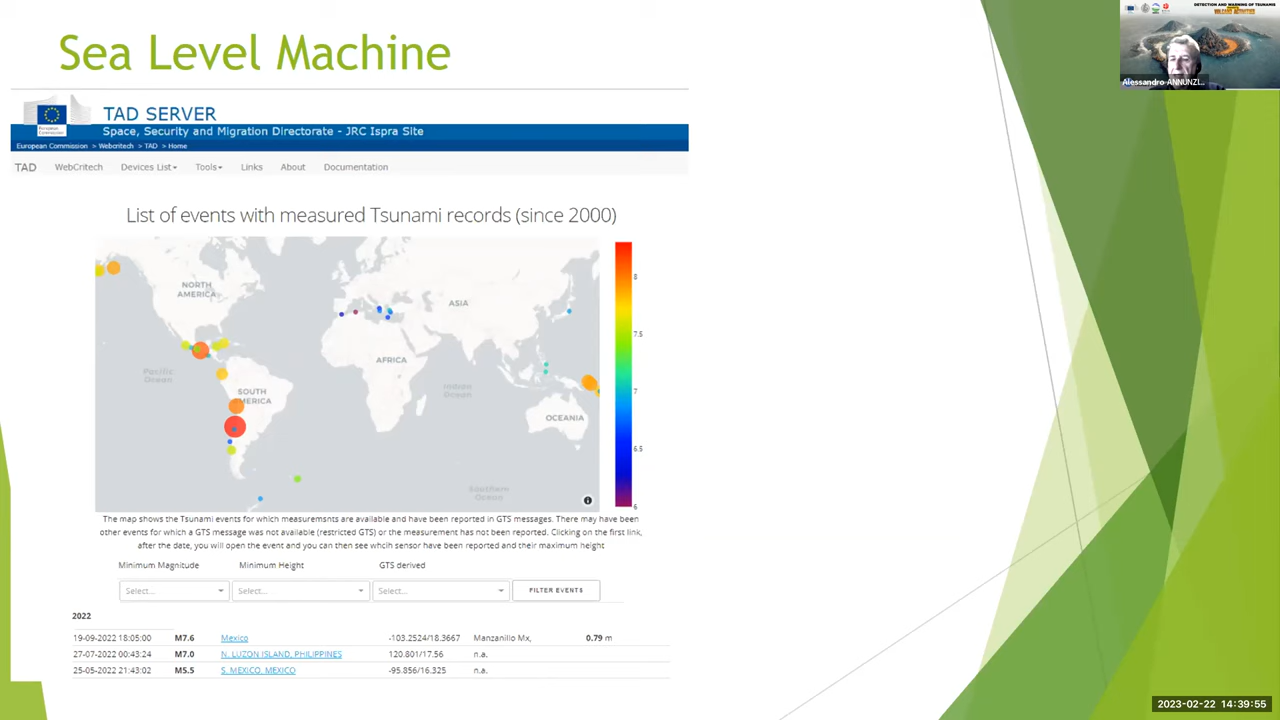 Sea Level Machine
DETECTION AND WARNING OF TSUNAMIS
VOLCANIC ACTIVITIES
Alessandro ANNUNZI...
European
Commission
TAD SERVER
Space, Security and Migration Directorate - JRC Ispra Site
European Commission > Webcritech > TAD > Home
TAD WebCritech Devices List Tools Links About Documentation
List of events with measured Tsunami records (since 2000)
NORTH
AMERICA
ASIA
AFRICA
Pacific
Ocean
SOUTH
AMERICA
Indian
Ocean
OCEANIA
Southern
Ocean
8
7.5
7
6.5
6
The map shows the Tsunami events for which measuremsnts are available and have been reported in GTS messages. There may have been
other events for which a GTS message was not available (restricted GTS) or the measurement has not been reported. Clicking on the first link,
after the date, you will open the event and you can then see whcih sensor have been reported and their maximum height
Minimum Magnitude Minimum Height GTS derived
Select... Select... Select... FILTER EVENTS
2022
19-09-2022 18:05:00 M7.6 Mexico -103.2524/18.3667 Manzanillo Mx, 0.79 m
27-07-2022 00:43:24 M7.0 N. LUZON ISLAND, PHILIPPINES 120.801/17.56 n.a.
25-05-2022 21:43:02 M5.5 S. MEXICO, MEXICO -95.856/16.325 n.a.
2023-02-22 14:39:55